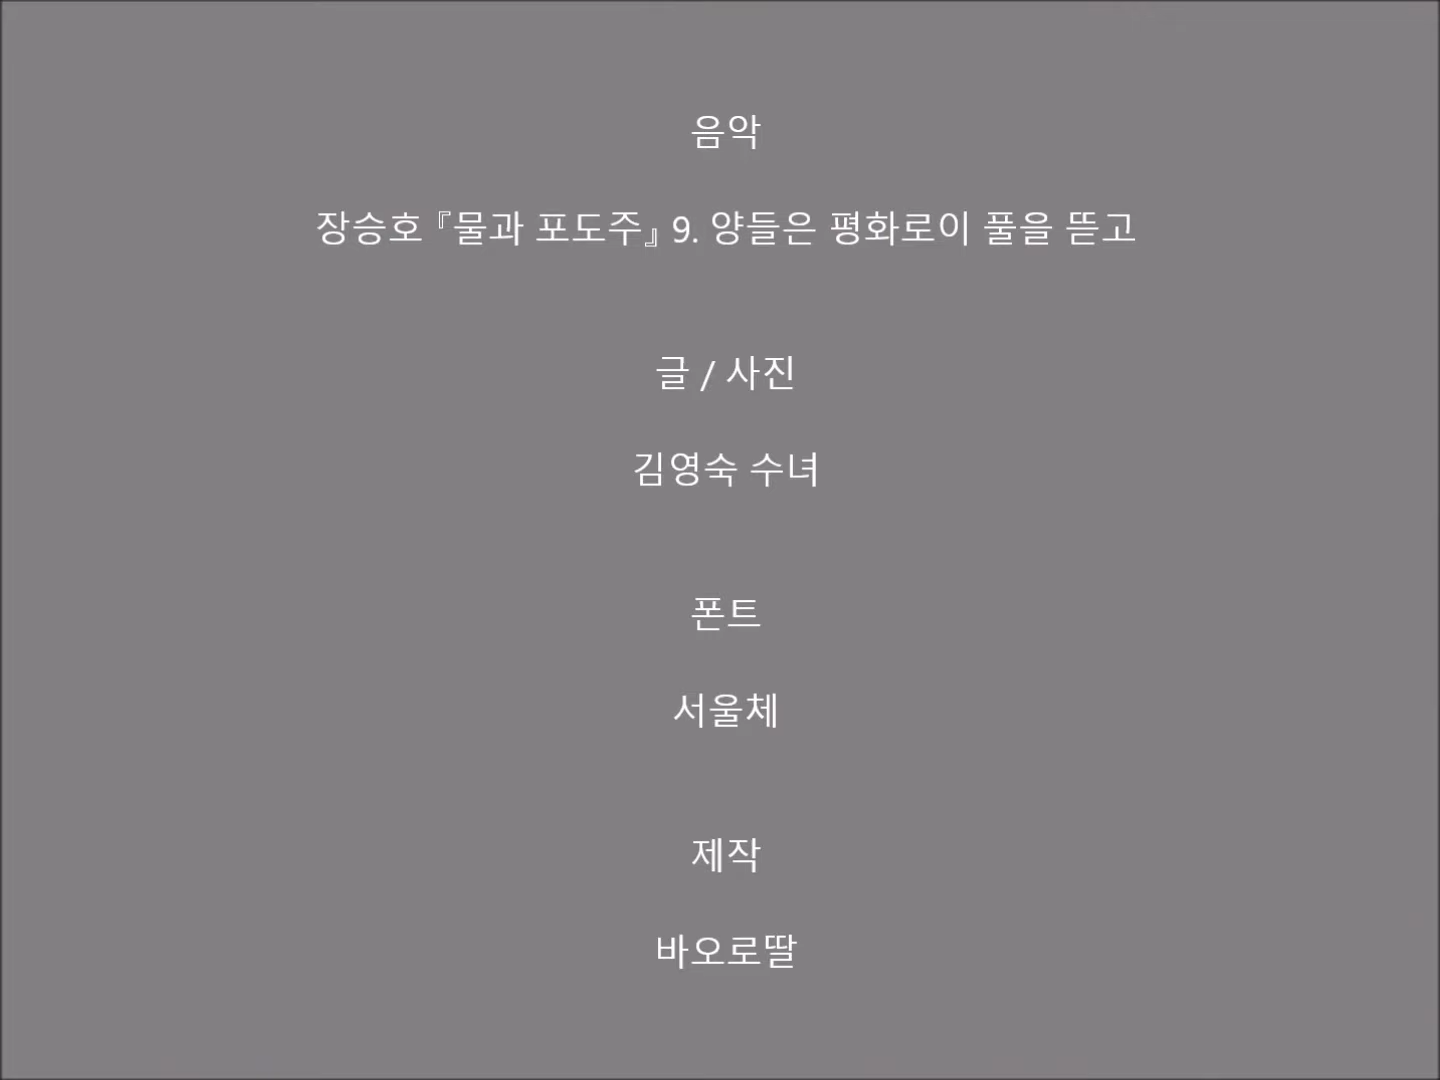 음악
장승호 『물과 포도주』 9. 양들은 평화로이 풀을 뜯고
글 / 사진
김영숙 수녀
폰트
서울체
제작
바오로딸